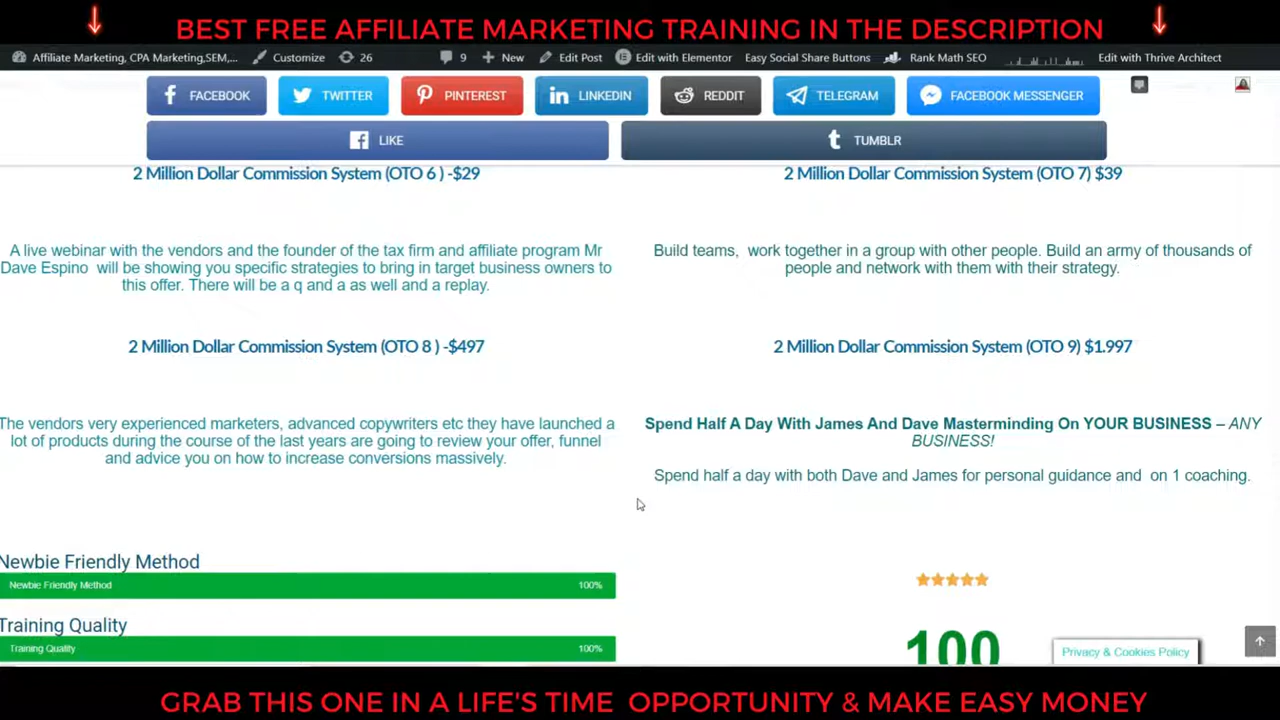 BEST FREE AFFILIATE MARKETING TRAINING IN THE DESCRIPTION
Affiliate Marketing, CPA Marketing,SEM,... Customize 26 9 New Edit Post Edit with Elementor Easy Social Share Buttons Rank Math SEO Edit with Thrive Architect
FACEBOOK TWITTER PINTEREST LINKEDIN REDDIT TELEGRAM FACEBOOK MESSENGER
LIKE TUMBLR
2 Million Dollar Commission System (OTO 6 ) -$29
A live webinar with the vendors and the founder of the tax firm and affiliate program Mr
Dave Espino will be showing you specific strategies to bring in target business owners to
this offer. There will be a q and a as well and a replay.
2 Million Dollar Commission System (OTO 7) $39
Build teams, work together in a group with other people. Build an army of thousands of
people and network with them with their strategy.
2 Million Dollar Commission System (OTO 8 ) -$497
The vendors very experienced marketers, advanced copywriters etc they have launched a
lot of products during the course of the last years are going to review your offer, funnel
and advice you on how to increase conversions massively.
2 Million Dollar Commission System (OTO 9) $1.997
Spend Half A Day With James And Dave Masterminding On YOUR BUSINESS – ANY
BUSINESS!
Spend half a day with both Dave and James for personal guidance and on 1 coaching.
Newbie Friendly Method
Newbie Friendly Method 100%
Training Quality
Training Quality 100%
100
Privacy & Cookies Policy
GRAB THIS ONE IN A LIFE'S TIME OPPORTUNITY & MAKE EASY MONEY